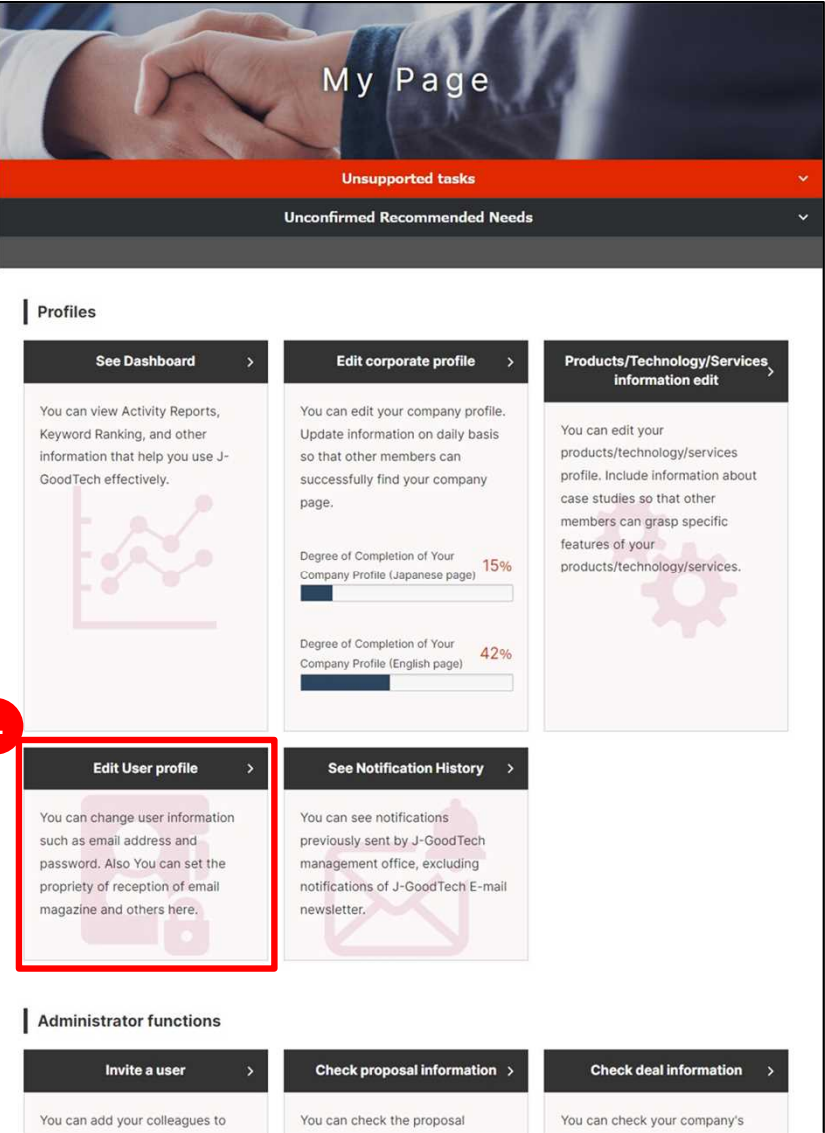 My Page
Unsupported tasks
Unconfirmed Recommended Needs
Profiles
See Dashboard
You can view Activity Reports,
Keyword Ranking, and other
information that help you use J-
GoodTech effectively.
Edit corporate profile
You can edit your company profile.
Update information on daily basis
so that other members can
successfully find your company
page.
Degree of Completion of Your
Company Profile (Japanese page)
15%
Degree of Completion of Your
Company Profile (English page)
42%
Products/Technology/Services
information edit
You can edit your
products/technology/services
profile. Include information about
case studies so that other
members can grasp specific
features of your
products/technology/services.
Edit User profile
You can change user information
such as email address and
password. Also You can set the
propriety of reception of email
magazine and others here.
See Notification History
You can see notifications
previously sent by J-GoodTech
management office, excluding
notifications of J-GoodTech E-mail
newsletter.
Administrator functions
Invite a user
You can add your colleagues to
Check proposal information
You can check the proposal
Check deal information
You can check your company's